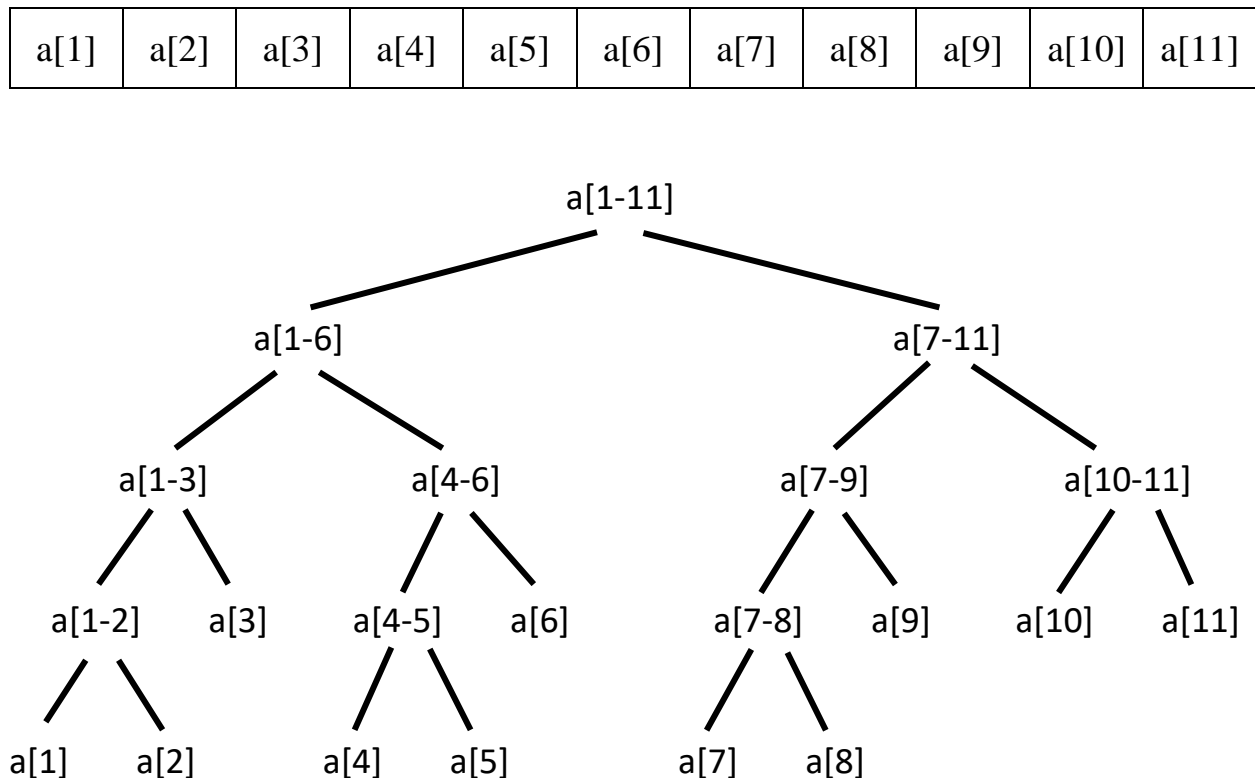 a[1] a[2] a[3] a[4] a[5] a[6] a[7] a[8] a[9] a[10] a[11]
a[1-11]
a[1-6] a[7-11]
a[1-3] a[4-6] a[7-9] a[10-11]
a[1-2] a[3] a[4-5] a[6] a[7-8] a[9] a[10] a[11]
a[1] a[2] a[4] a[5] a[7] a[8]